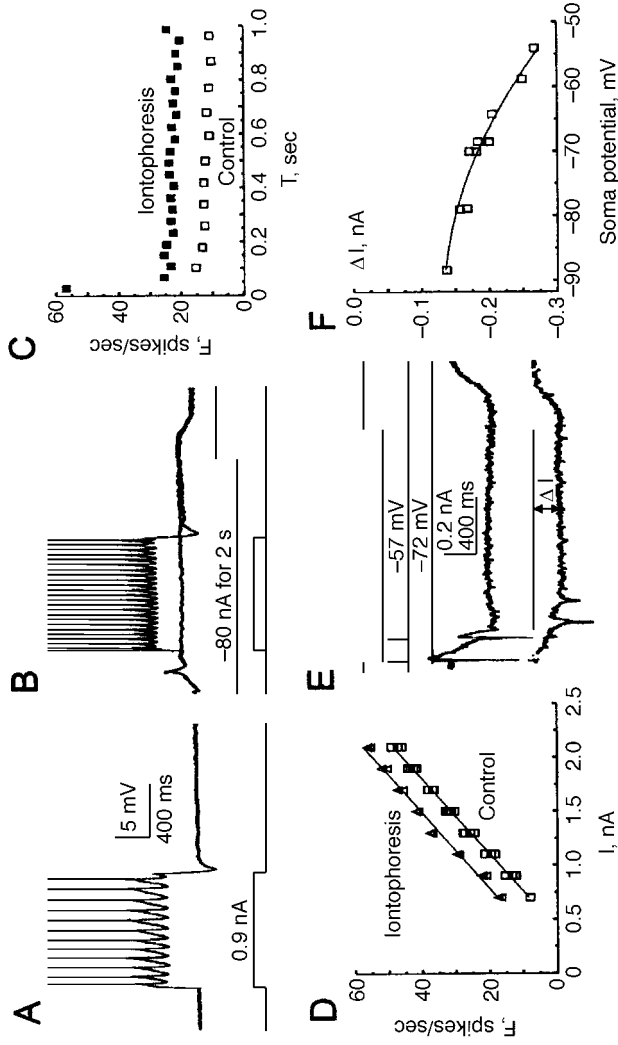 A
5 mV
400 ms
0.9 nA
B
−80 nA for 2 s
C
F, spikes/sec
60
40
20
0
Iontophoresis
Control
0 0.2 0.4 0.6 0.8 1.0
T, sec
D
F, spikes/sec
60
40
20
0
Iontophoresis
Control
0 0.5 1.0 1.5 2.0 2.5
I, nA
E
−57 mV
−72 mV
0.2 nA
400 ms
Δ I
F
Δ I, nA
0.0
−0.1
−0.2
−0.3
−90 −80 −70 −60 −50
Soma potential, mV